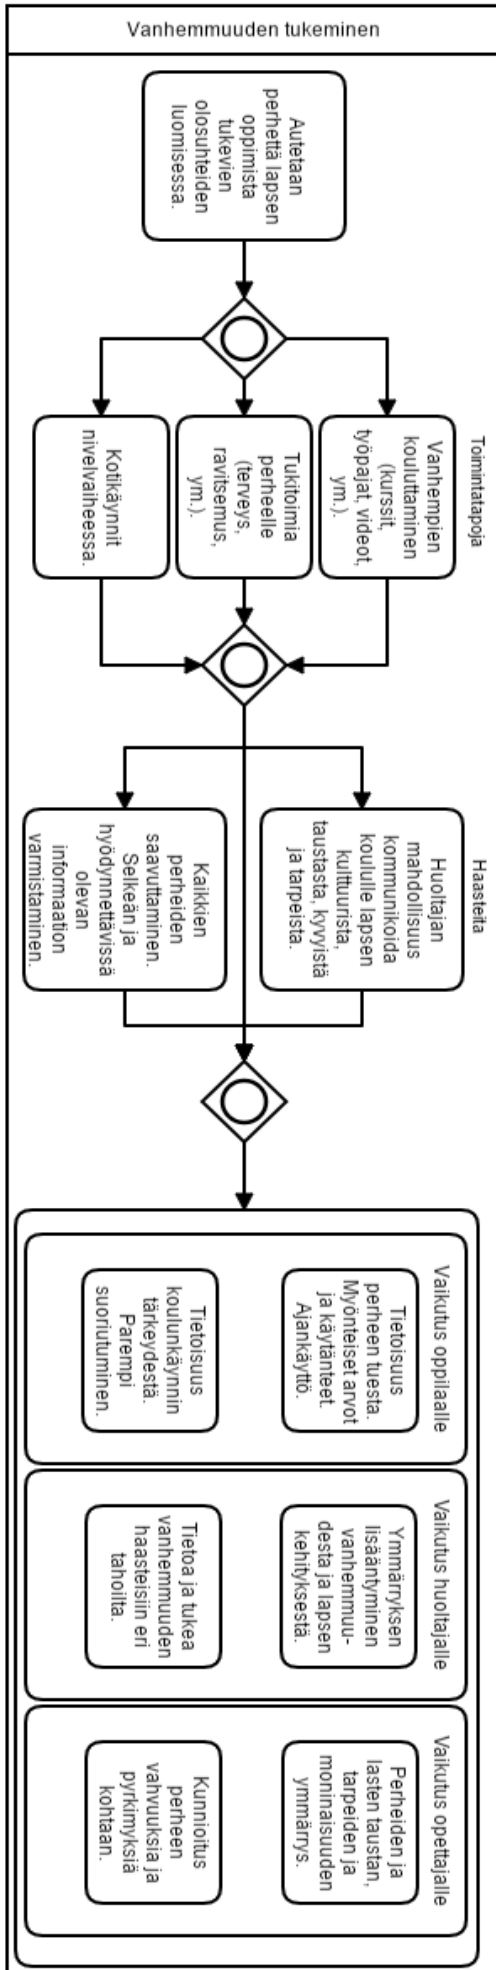 Vanhemmuuden tukeminen
Autetaan
perhettä lapsen
oppimista
tukevien
olosuhteiden
luomisessa.
Toimintatapoja
Vanhempien
kouluttaminen
(kurssit,
työpajat, videot,
ym.).
Tukitoimia
perheelle
(terveys,
ravitsemus,
ym.).
Kotikäynnit
nivelvaiheessa.
Haasteita
Huoltajan
mahdollisuus
kommunikoida
koululle lapsen
kulttuurista,
taustasta, kyvyistä
ja tarpeista.
Kaikkien
perheiden
saavuttaminen.
Selkeän ja
hyödynnettävissä
olevan
informaation
varmistaminen.
Vaikutus oppilaalle
Tietoisuus
perheen tuesta.
Myönteiset arvot
ja käytänteet.
Ajankäyttö.
Tietoisuus
koulunkäynnin
tärkeydestä.
Parempi
suoriutuminen.
Vaikutus huoltajalle
Ymmärryksen
lisääntyminen
vanhemmuu-
desta ja lapsen
kehityksestä.
Tietoa ja tukea
vanhemmuuden
haasteisiin eri
tahoilta.
Vaikutus opettajalle
Perheiden ja
lasten taustan,
tarpeiden ja
moninaisuuden
ymmärrys.
Kunnioitus
perheen
vahvuuksia ja
pyrkimyksiä
kohtaan.